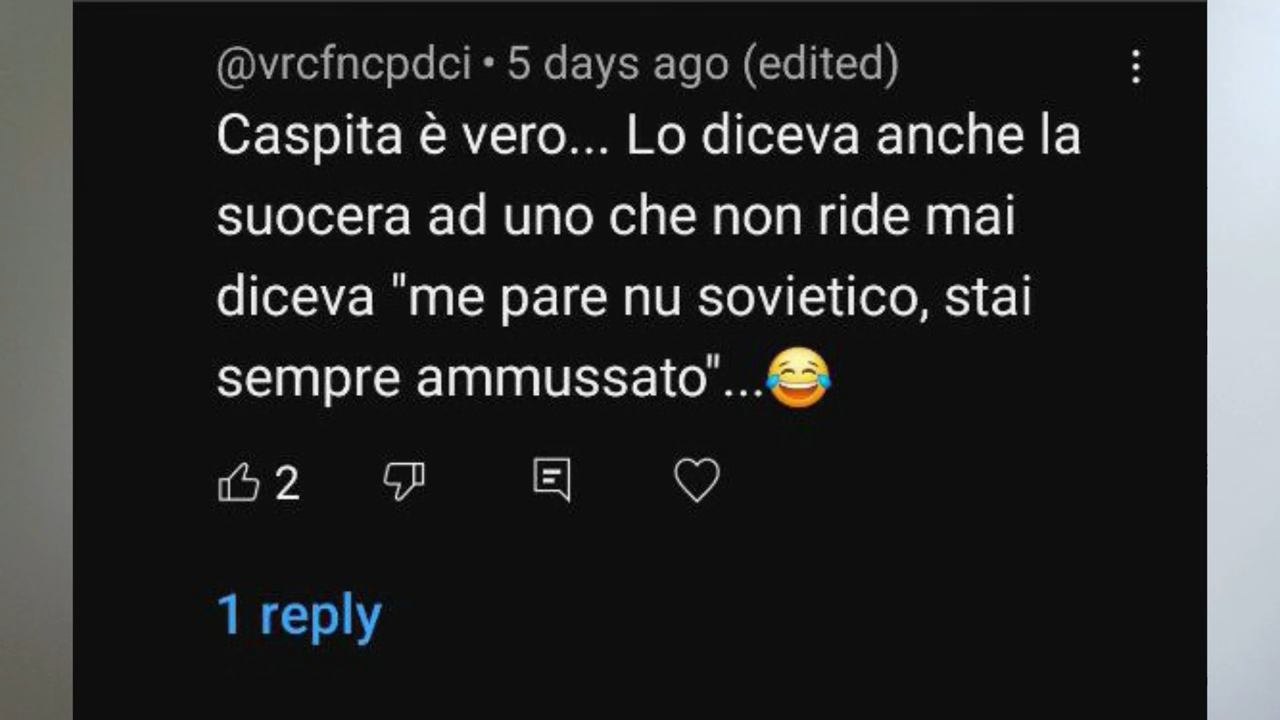 @vrcfncpdci • 5 days ago (edited)
Caspita è vero... Lo diceva anche la
suocera ad uno che non ride mai
diceva "me pare nu sovietico, stai
sempre ammussato"...😂
2
1 reply